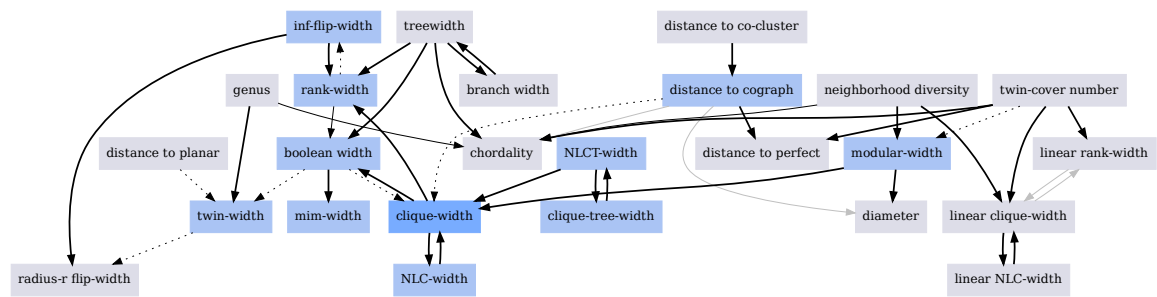 inf-flip-width
treewidth
distance to co-cluster
genus
rank-width
branch width
distance to cograph
neighborhood diversity
twin-cover number
distance to planar
boolean width
chordality
NLCT-width
distance to perfect
modular-width
linear rank-width
twin-width
mim-width
clique-width
clique-tree-width
diameter
linear clique-width
radius-r flip-width
NLC-width
linear NLC-width